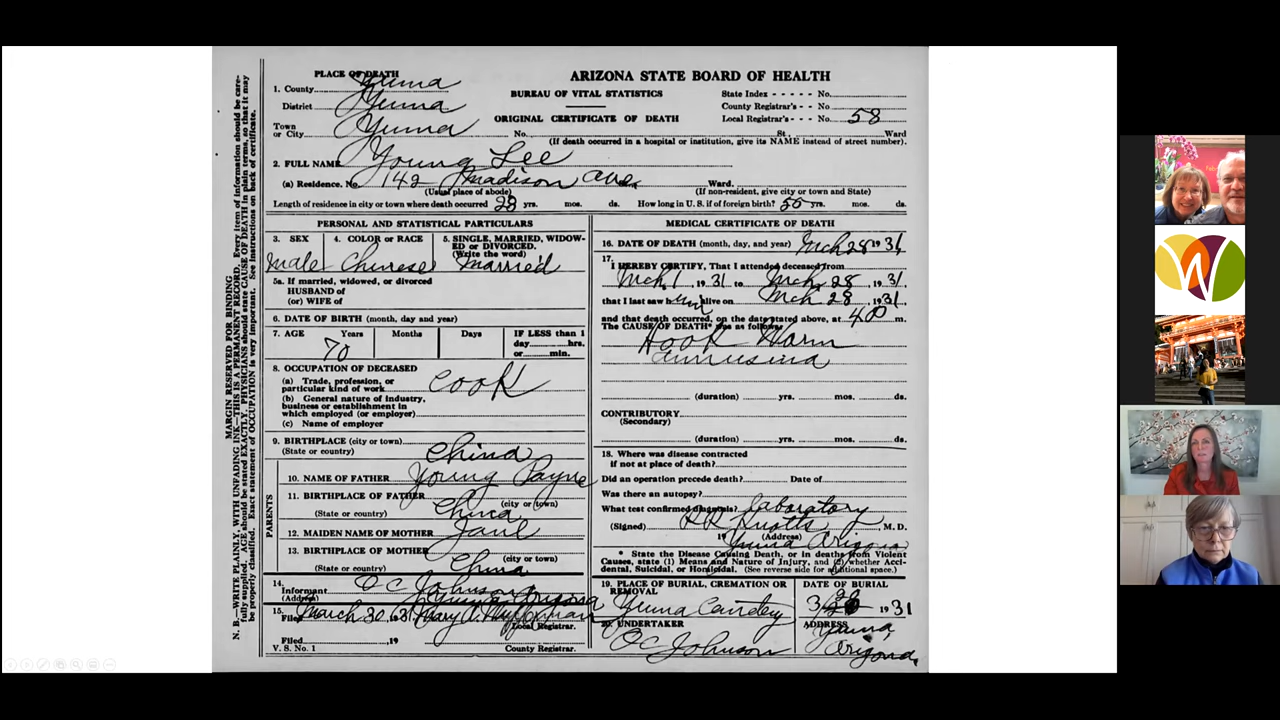 N. B.—WRITE PLAINLY, WITH UNFADING INK—THIS IS A PERMANENT RECORD. Every item of information should be care-
fully supplied. AGE should be stated EXACTLY. PHYSICIANS should state CAUSE OF DEATH in plain terms, so that it may
be properly classified. Exact statement of OCCUPATION is very important. See instructions on back of certificate.
MARGIN RESERVED FOR BINDING
PLACE OF DEATH
1. County Yuma
District Yuma
Town or City Yuma
ARIZONA STATE BOARD OF HEALTH
BUREAU OF VITAL STATISTICS
ORIGINAL CERTIFICATE OF DEATH
State Index - - - - - No.
County Registrar's - - No
Local Registrar's - - No. 58
No. St. Ward
(If death occurred in a hospital or institution, give its NAME instead of street number).
2. FULL NAME Young Lee
(a) Residence. No. 142 Madison Ave. Ward.
(Usual place of abode) (If non-resident, give city or town and State)
Length of residence in city or town where death occurred 28 yrs. mos. ds. How long in U. S. if of foreign birth? 50 yrs. mos. ds.
PERSONAL AND STATISTICAL PARTICULARS
3. SEX 4. COLOR or RACE 5. SINGLE, MARRIED, WIDOW-
ED or DIVORCED.
(Write the word)
Male Chinese Married
5a. If married, widowed, or divorced
HUSBAND of
(or) WIFE of
6. DATE OF BIRTH (month, day, and year)
7. AGE Years Months Days IF LESS than 1
day hrs.
or min.
70
8. OCCUPATION OF DECEASED
(a) Trade, profession, or
particular kind of work Cook
(b) General nature of industry,
business or establishment in
which employed (or employer)
(c) Name of employer
9. BIRTHPLACE (city or town)
(State or country) China
PARENTS
10. NAME OF FATHER Young Payne
11. BIRTHPLACE OF FATHER
(city or town)
(State or country) China
12. MAIDEN NAME OF MOTHER
13. BIRTHPLACE OF MOTHER
(city or town)
(State or country) China
14.
Informant O C Johnson
(Address) Yuma Arizona
15. Filed March 30, 1931 Mary
Local Registrar.
Filed , 19
County Registrar.
V. S. No. 1
MEDICAL CERTIFICATE OF DEATH
16. DATE OF DEATH (month, day, and year) Mch 28 1931
17.
I HEREBY CERTIFY, That I attended deceased from
Mch. 1, 1931 to Mch. 28, 1931
that I last saw him alive on Mch 28, 1931
and that death occurred, on the date stated above, at m.
The CAUSE OF DEATH* was as follows:
Hook Warm
(duration) yrs. mos. ds.
CONTRIBUTORY
(Secondary)
(duration) yrs. mos. ds.
18. Where was disease contracted
if not at place of death?
Did an operation precede death? Date of
Was there an autopsy?
What test confirmed diagnosis? Laboratory
(Signed) R R Knotts, M. D.
19 (Address) Yuma Arizona
* State the Disease Causing Death, or in deaths from Violent
Causes, state (1) Means and Nature of Injury, and (2) whether Acci-
dental, Suicidal, or Homicidal. (See reverse side for additional space.)
19. PLACE OF BURIAL, CREMATION OR
REMOVAL
DATE OF BURIAL
Yuma 1931
20. UNDERTAKER
O C Johnson
ADDRESS
Yuma
Arizona
W